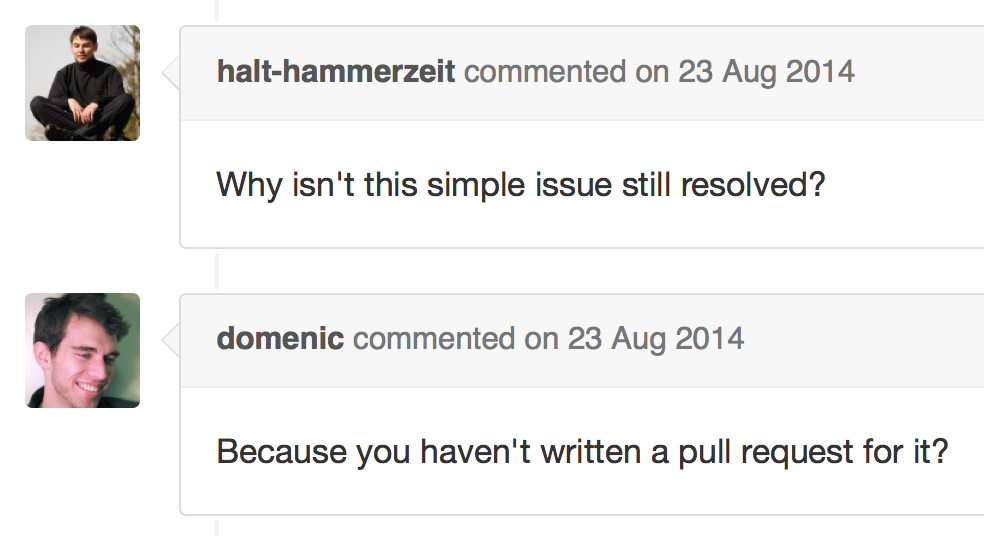 halt-hammerzeit commented on 23 Aug 2014
Why isn't this simple issue still resolved?
domenic commented on 23 Aug 2014
Because you haven't written a pull request for it?